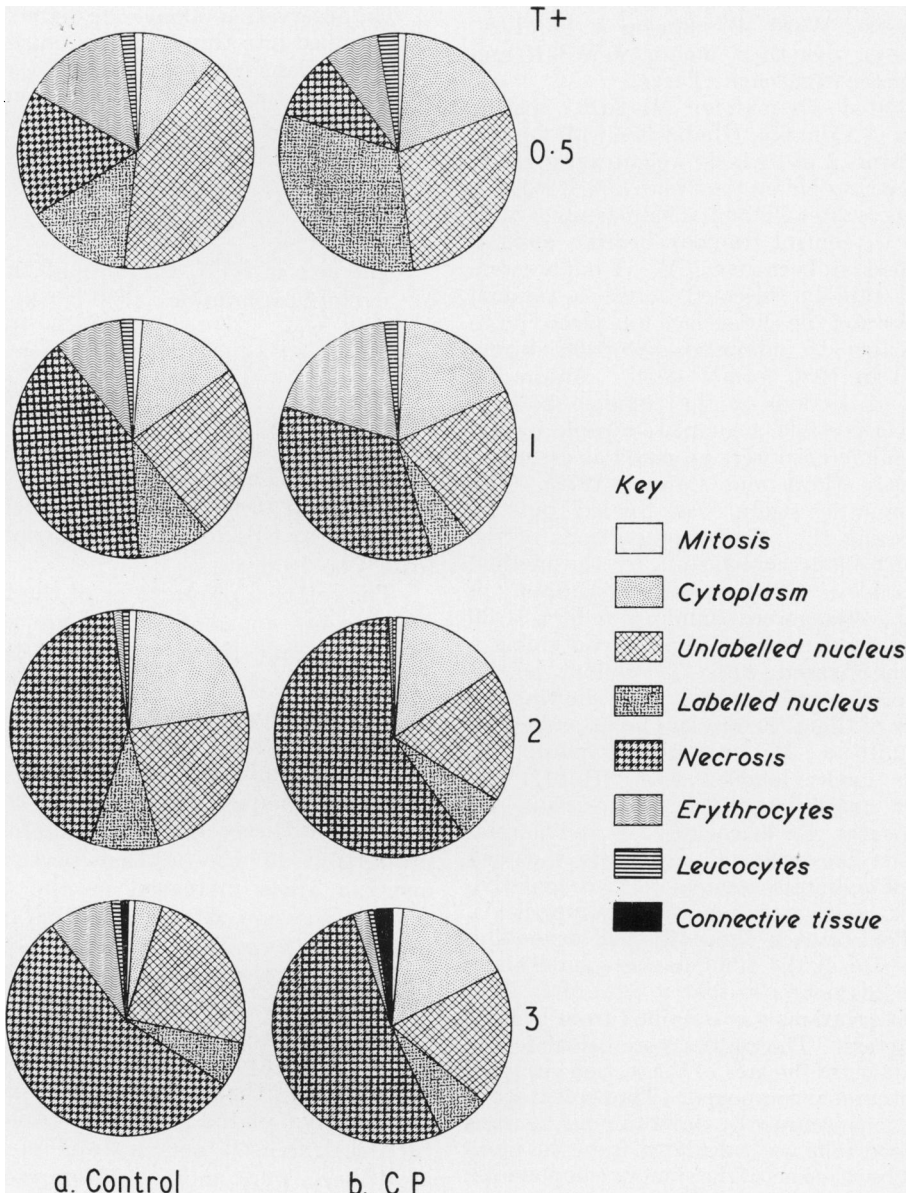 T+
0·5
1
Key
Mitosis
Cytoplasm
Unlabelled nucleus
Labelled nucleus
2
Necrosis
Erythrocytes
Leucocytes
Connective tissue
3
a. Control
b. C P